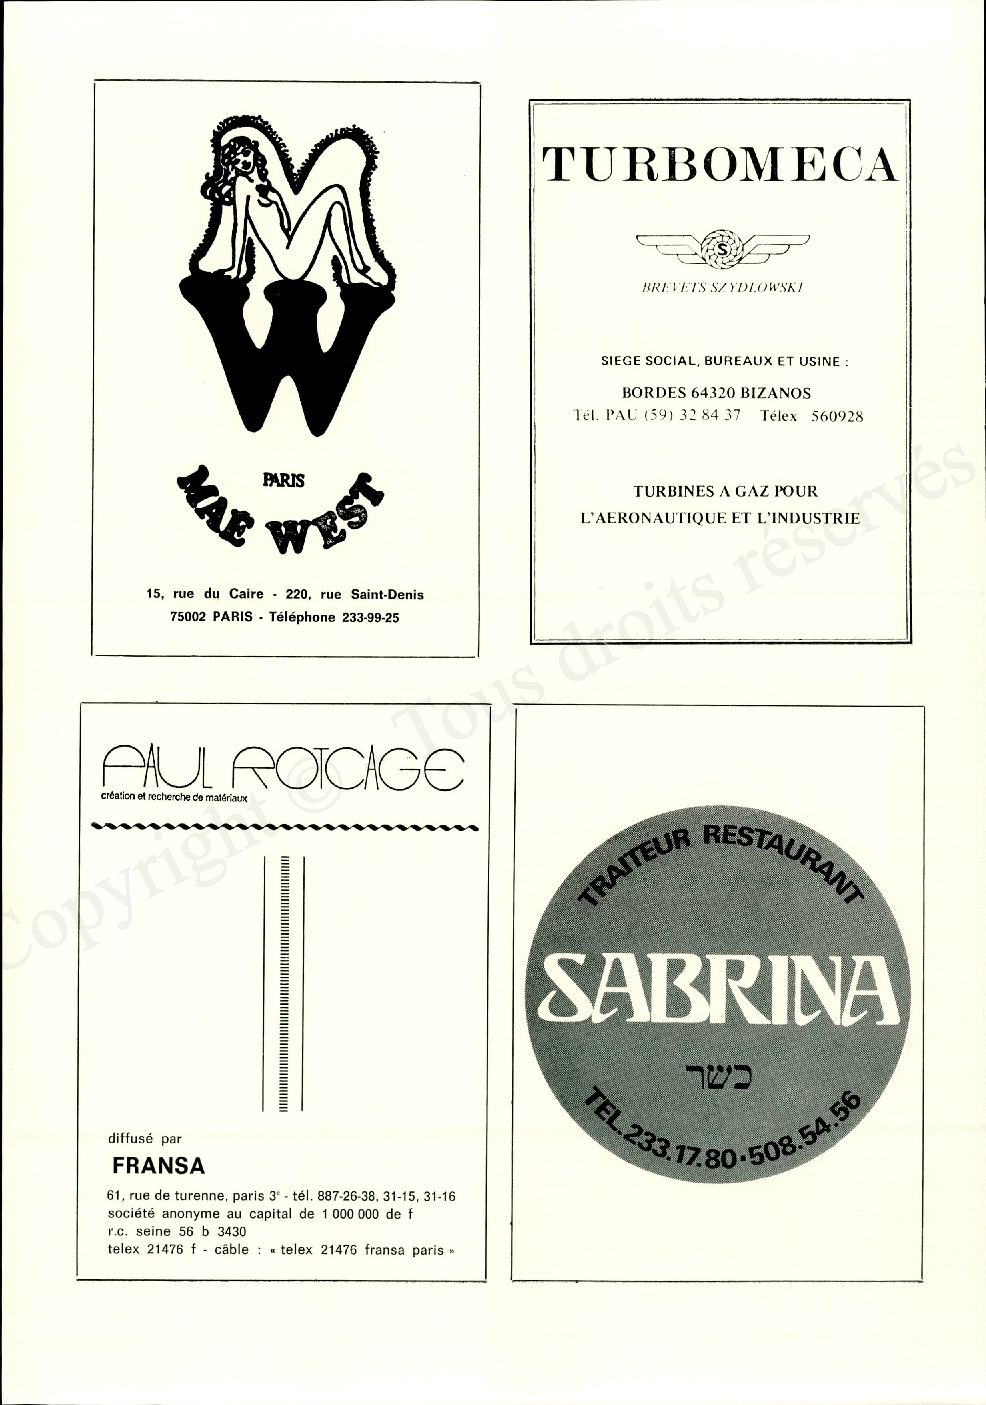 PARIS
MAE WEST
15, rue du Caire - 220, rue Saint-Denis
75002 PARIS - Téléphone 233-99-25
TURBOMECA
S
BREVETS SZYDLOWSKI
SIEGE SOCIAL, BUREAUX ET USINE :
BORDES 64320 BIZANOS
Tél. PAU (59) 32 84 37 Télex 560928
TURBINES A GAZ POUR
L'AERONAUTIQUE ET L'INDUSTRIE
PAUL ROTCAGE
création et recherche de matériaux
diffusé par
FRANSA
61, rue de turenne, paris 3e - tél. 887-26-38, 31-15, 31-16
société anonyme au capital de 1 000 000 de f
r.c. seine 56 b 3430
telex 21476 f - câble : « telex 21476 fransa paris »
TRAITEUR RESTAURANT
SABRINA
כשר
TEL.233.17.80•508.54.56
Copyright © Tous droits réservés